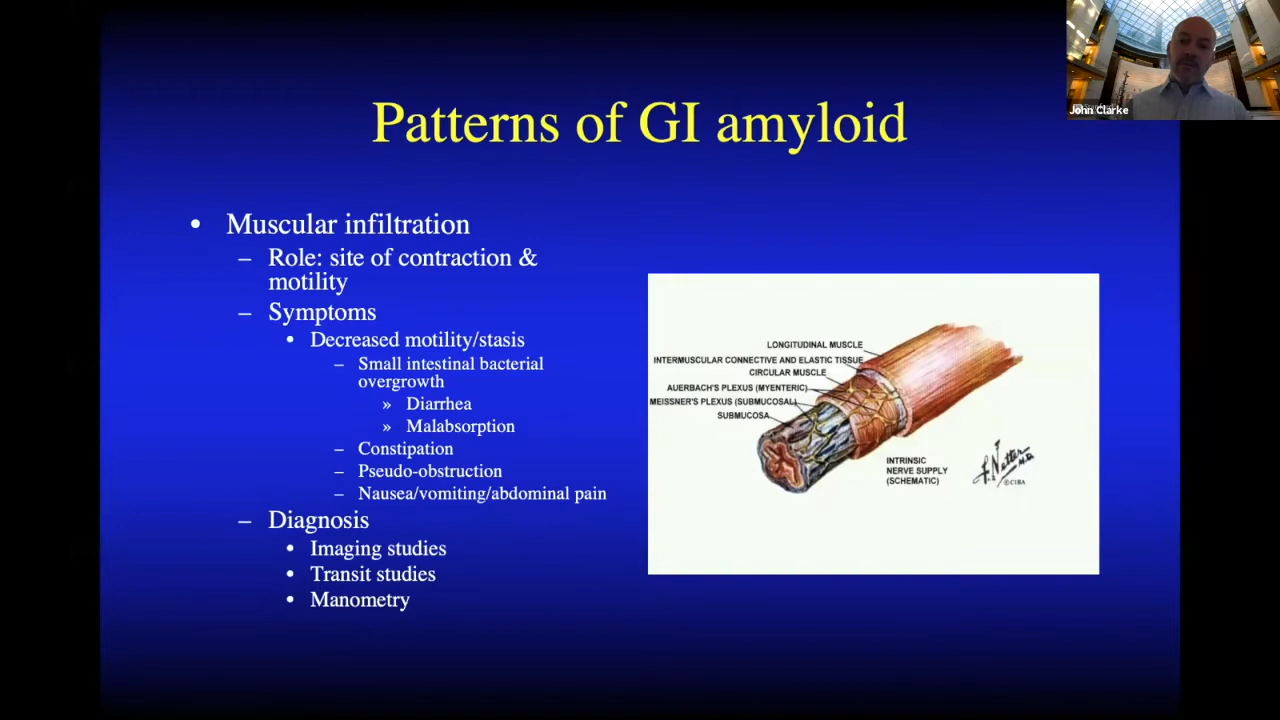 John Clarke
Patterns of GI amyloid
• Muscular infiltration
– Role: site of contraction &
motility
– Symptoms
• Decreased motility/stasis
– Small intestinal bacterial
overgrowth
» Diarrhea
» Malabsorption
– Constipation
– Pseudo-obstruction
– Nausea/vomiting/abdominal pain
– Diagnosis
• Imaging studies
• Transit studies
• Manometry
LONGITUDINAL MUSCLE
INTERMUSCULAR CONNECTIVE AND ELASTIC TISSUE
CIRCULAR MUSCLE
AUERBACH'S PLEXUS (MYENTERIC)
MEISSNER'S PLEXUS (SUBMUCOSAL)
SUBMUCOSA
INTRINSIC
NERVE SUPPLY
(SCHEMATIC)
F. Netter
M.D.
©CIBA